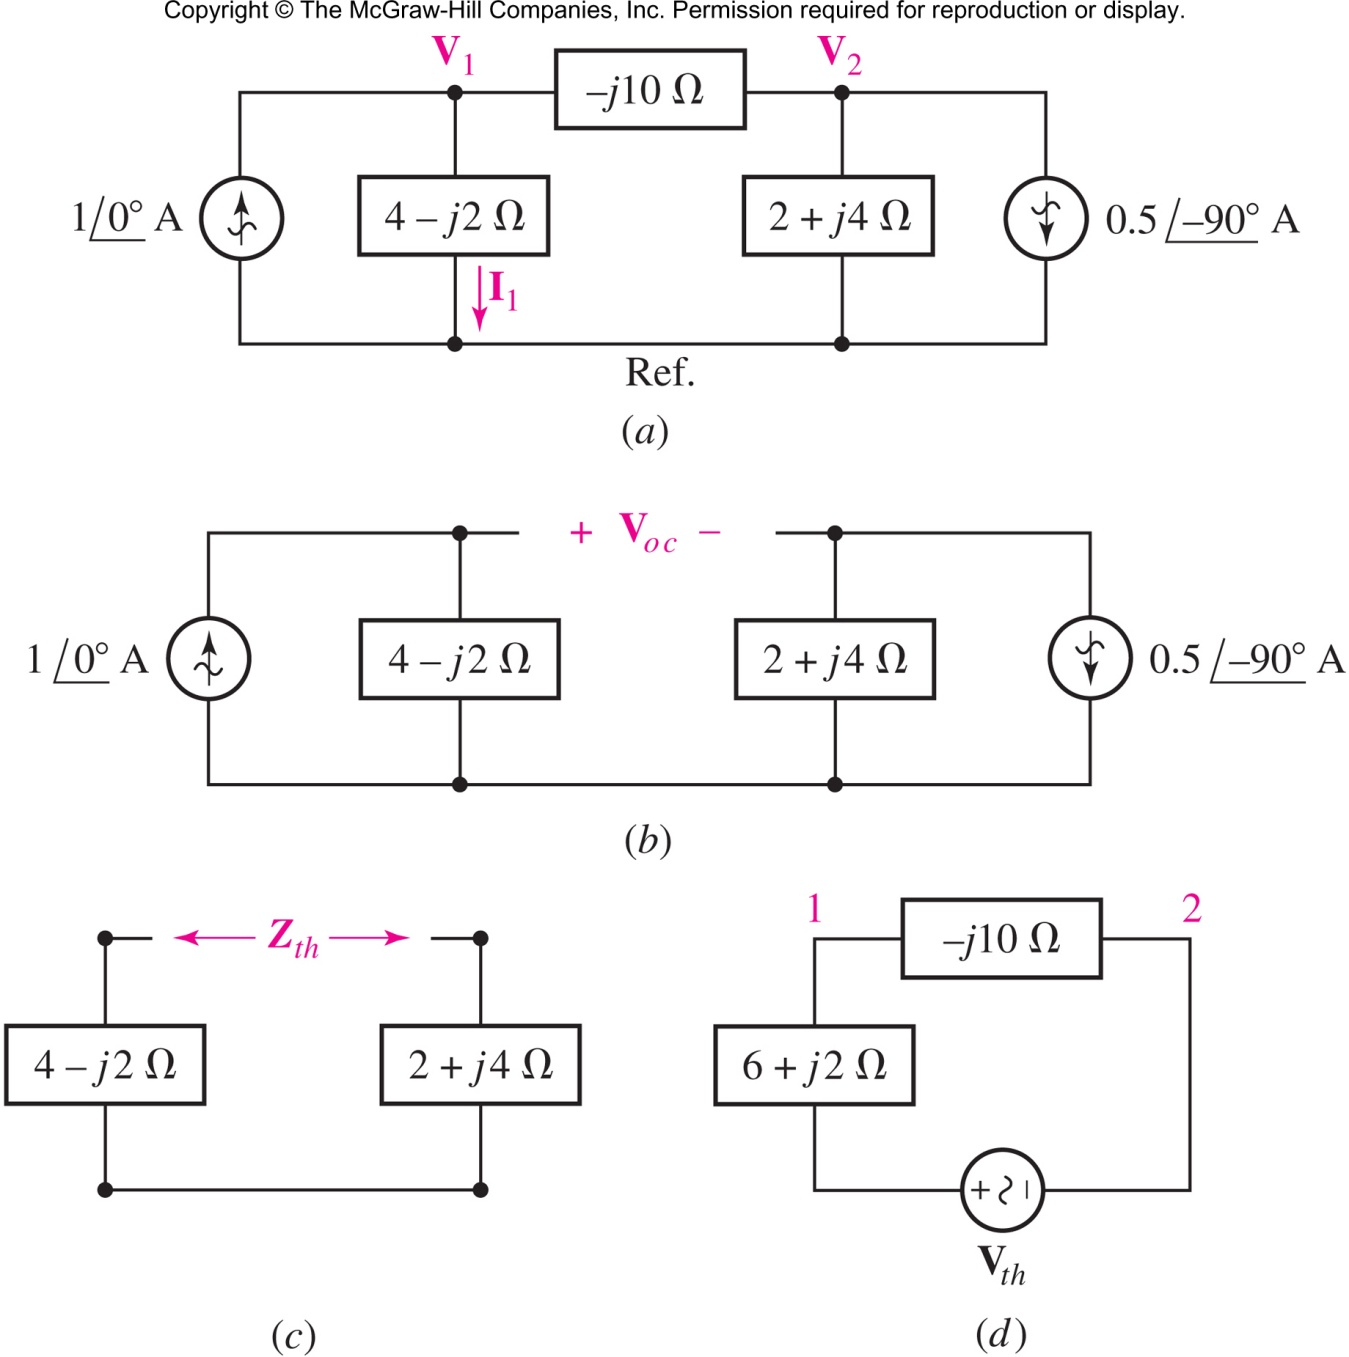 Copyright © The McGraw-Hill Companies, Inc. Permission required for reproduction or display.
V1 V2
–j10 Ω
1/0° A 4 – j2 Ω 2 + j4 Ω 0.5 /–90° A
I1
Ref.
(a)
+ Voc –
1 /0° A 4 – j2 Ω 2 + j4 Ω 0.5 /–90° A
(b)
Zth
4 – j2 Ω 2 + j4 Ω
(c)
1 2
–j10 Ω
6 + j2 Ω
+ –
Vth
(d)